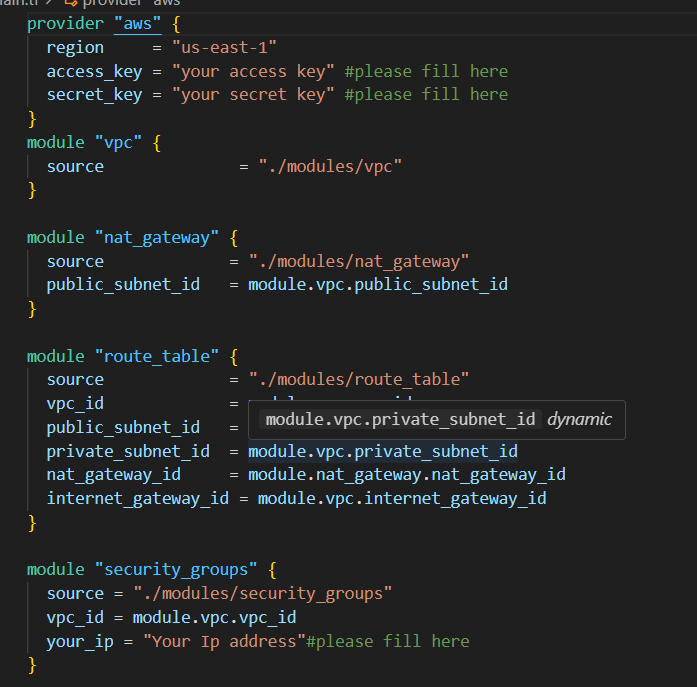 provider aws
provider "aws" {
region = "us-east-1"
access_key = "your access key" #please fill here
secret_key = "your secret key" #please fill here
}
module "vpc" {
source = "./modules/vpc"
}
module "nat_gateway" {
source = "./modules/nat_gateway"
public_subnet_id = module.vpc.public_subnet_id
}
module "route_table" {
source = "./modules/route_table"
vpc_id =
public_subnet_id =
module.vpc.private_subnet_id dynamic
private_subnet_id = module.vpc.private_subnet_id
nat_gateway_id = module.nat_gateway.nat_gateway_id
internet_gateway_id = module.vpc.internet_gateway_id
}
module "security_groups" {
source = "./modules/security_groups"
vpc_id = module.vpc.vpc_id
your_ip = "Your Ip address"#please fill here
}